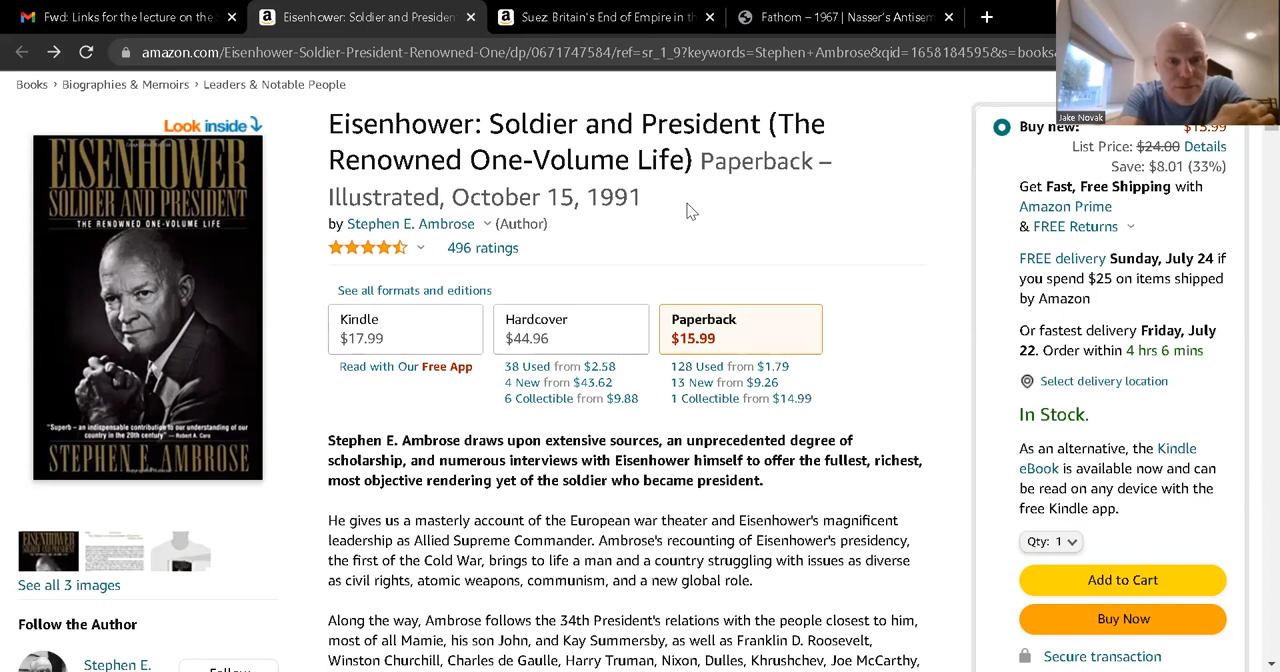 Fwd: Links for the lecture on the
Eisenhower: Soldier and Presiden
Suez: Britain's End of Empire in th
Fathom – 1967 | Nasser's Antisem
amazon.com/Eisenhower-Soldier-President-Renowned-One/dp/0671747584/ref=sr_1_9?keywords=Stephen+Ambrose&qid=1658184595&s=books
Jake Novak
Books › Biographies & Memoirs › Leaders & Notable People
Look inside
EISENHOWER
SOLDIER AND PRESIDENT
THE RENOWNED ONE-VOLUME LIFE
"Superb – an indispensable contribution to our understanding of our
country in the 20th century" – Robert A. Caro
STEPHEN E. AMBROSE
See all 3 images
Follow the Author
Stephen E.
Follow
Eisenhower: Soldier and President (The
Renowned One-Volume Life) Paperback –
Illustrated, October 15, 1991
by Stephen E. Ambrose (Author)
496 ratings
See all formats and editions
Kindle
$17.99
Read with Our Free App
Hardcover
$44.96
38 Used from $2.58
4 New from $43.62
6 Collectible from $9.88
Paperback
$15.99
128 Used from $1.79
13 New from $9.26
1 Collectible from $14.99
Stephen E. Ambrose draws upon extensive sources, an unprecedented degree of
scholarship, and numerous interviews with Eisenhower himself to offer the fullest, richest,
most objective rendering yet of the soldier who became president.
He gives us a masterly account of the European war theater and Eisenhower's magnificent
leadership as Allied Supreme Commander. Ambrose's recounting of Eisenhower's presidency,
the first of the Cold War, brings to life a man and a country struggling with issues as diverse
as civil rights, atomic weapons, communism, and a new global role.
Along the way, Ambrose follows the 34th President's relations with the people closest to him,
most of all Mamie, his son John, and Kay Summersby, as well as Franklin D. Roosevelt,
Winston Churchill, Charles de Gaulle, Harry Truman, Nixon, Dulles, Khrushchev, Joe McCarthy,
Buy new: $15.99
List Price: $24.00 Details
Save: $8.01 (33%)
Get Fast, Free Shipping with
Amazon Prime
& FREE Returns
FREE delivery Sunday, July 24 if
you spend $25 on items shipped
by Amazon
Or fastest delivery Friday, July
22. Order within 4 hrs 6 mins
Select delivery location
In Stock.
As an alternative, the Kindle
eBook is available now and can
be read on any device with the
free Kindle app.
Qty: 1
Add to Cart
Buy Now
Secure transaction